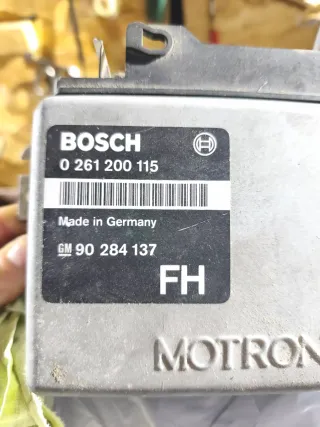 BOSCH
0 261 200 115
Made in Germany
GM 90 284 137
FH
MOTRON